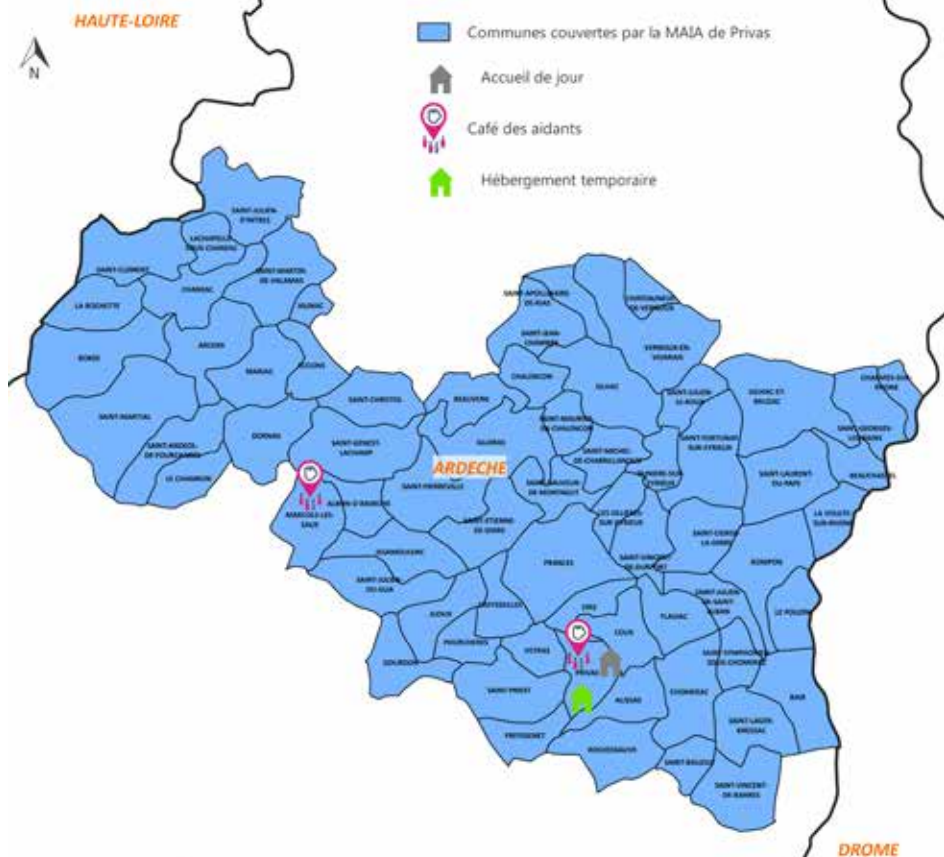 HAUTE-LOIRE
N
Communes couvertes par la MAIA de Privas
Accueil de jour
Café des aidants
Hébergement temporaire
SAINT-JULIEN-
D'INTRES
LACHAPELLE-
SOUS-CHANEAC
SAINT-CLEMENT
SAINT-MARTIN-
DE-VALAMAS
CHANEAC
LA ROCHETTE
ARCENS
BOREE
MARIAC
SAINT-MARTIAL
DORNAS
LE CHAMBON
SAINT-CHRISTOL
SAINT-GENEST-
LACHAMP
BEAUVENE
GLUIRAS
ARDECHE
SAINT-PIERREVILLE
MARCOLS-LES-
EAUX
ALBON-D'ARDECHE
SAINT-ETIENNE-
DE-SERRE
ISSAMOULENC
SAINT-JULIEN-
DU-GUA
AJOUX
POURCHERES
GOURDON
SAINT-APOLLINAIRE-
DE-RIAS
CHATEAUNEUF-
DE-VERNOUX
SAINT-JEAN-
CHAMBRE
VERNOUX-EN-
VIVARAIS
CHALENCON
SILHAC
SAINT-JULIEN-
LE-ROUX
GILHAC-ET-
BRUZAC
CHARMES-SUR-
RHONE
SAINT-GEORGES-
LES-BAINS
SAINT-FORTUNAT-
SUR-EYRIEUX
SAINT-LAURENT-
DU-PAPE
BEAUCHASTEL
LA VOULTE-
SUR-RHONE
SAINT-MAURICE-
EN-CHALENCON
SAINT-MICHEL-
DE-CHABRILLANOUX
SAINT-SAUVEUR-
DE-MONTAGUT
DUNIERE-SUR-
EYRIEUX
LES OLLIERES-
SUR-EYRIEUX
SAINT-CIERGE-
LA-SERRE
SAINT-VINCENT-
DE-DURFORT
PRANLES
ROMPON
SAINT-JULIEN-
EN-SAINT-
ALBAN
LE POUZIN
FLAVIAC
COUX
VEYRAS
PRIVAS
SAINT-SYMPHORIEN-
SOUS-CHOMERAC
SAINT-PRIEST
ALISSAS
CHOMERAC
BAIX
FREYSSENET
ROCHESSAUVE
SAINT-LAGER-
BRESSAC
SAINT-BAUZILE
SAINT-VINCENT-
DE-BARRES
DROME